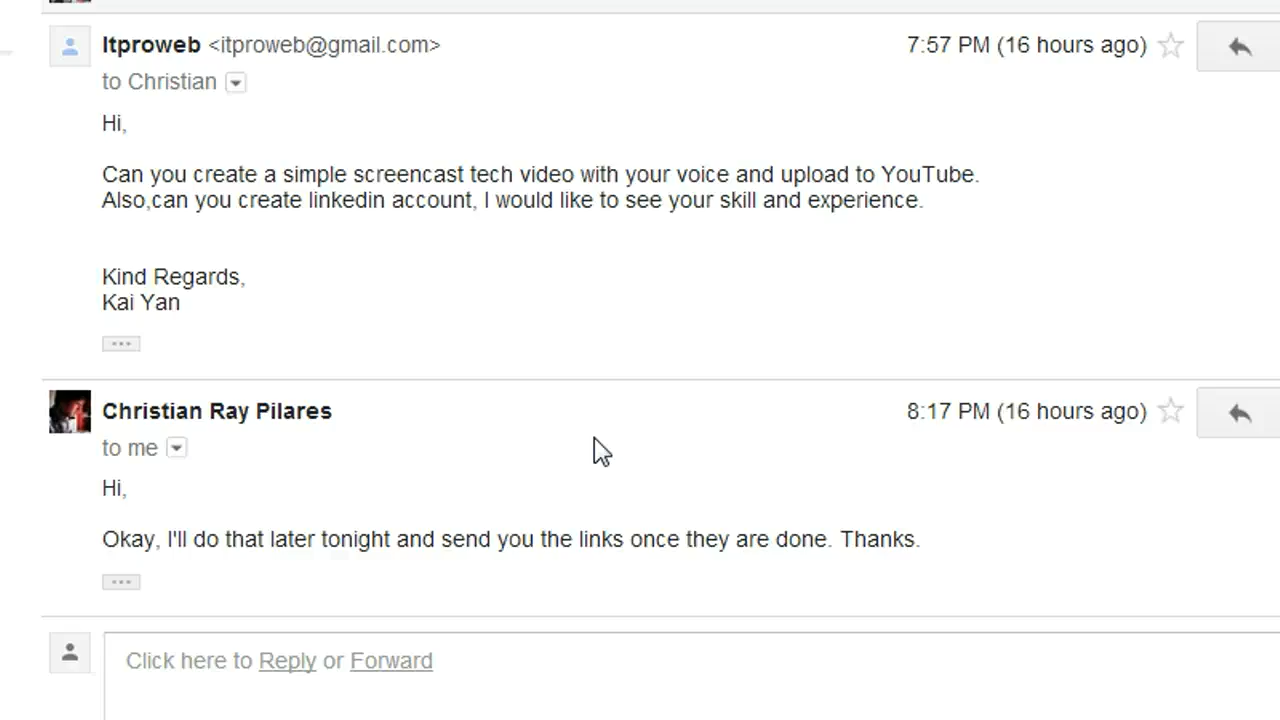 Itproweb <itproweb@gmail.com> 7:57 PM (16 hours ago)
to Christian
Hi,
Can you create a simple screencast tech video with your voice and upload to YouTube.
Also,can you create linkedin account, I would like to see your skill and experience.
Kind Regards,
Kai Yan
Christian Ray Pilares 8:17 PM (16 hours ago)
to me
Hi,
Okay, I'll do that later tonight and send you the links once they are done. Thanks.
Click here to Reply or Forward